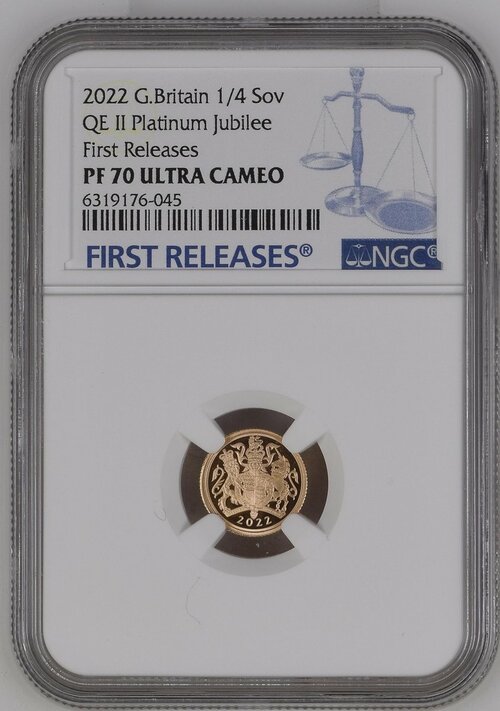 2022 G.Britain 1/4 Sov
QE II Platinum Jubilee
First Releases
PF 70 ULTRA CAMEO
6319176-045
FIRST RELEASES® NGC®
2022